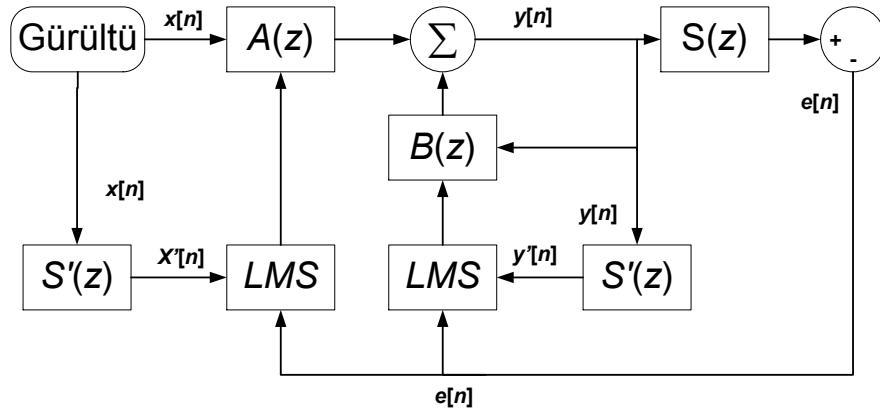 Gürültü
x[n]
A(z)
Σ
y[n]
S(z)
+
-
e[n]
B(z)
x[n]
y[n]
S'(z)
X'[n]
LMS
LMS
y'[n]
S'(z)
e[n]